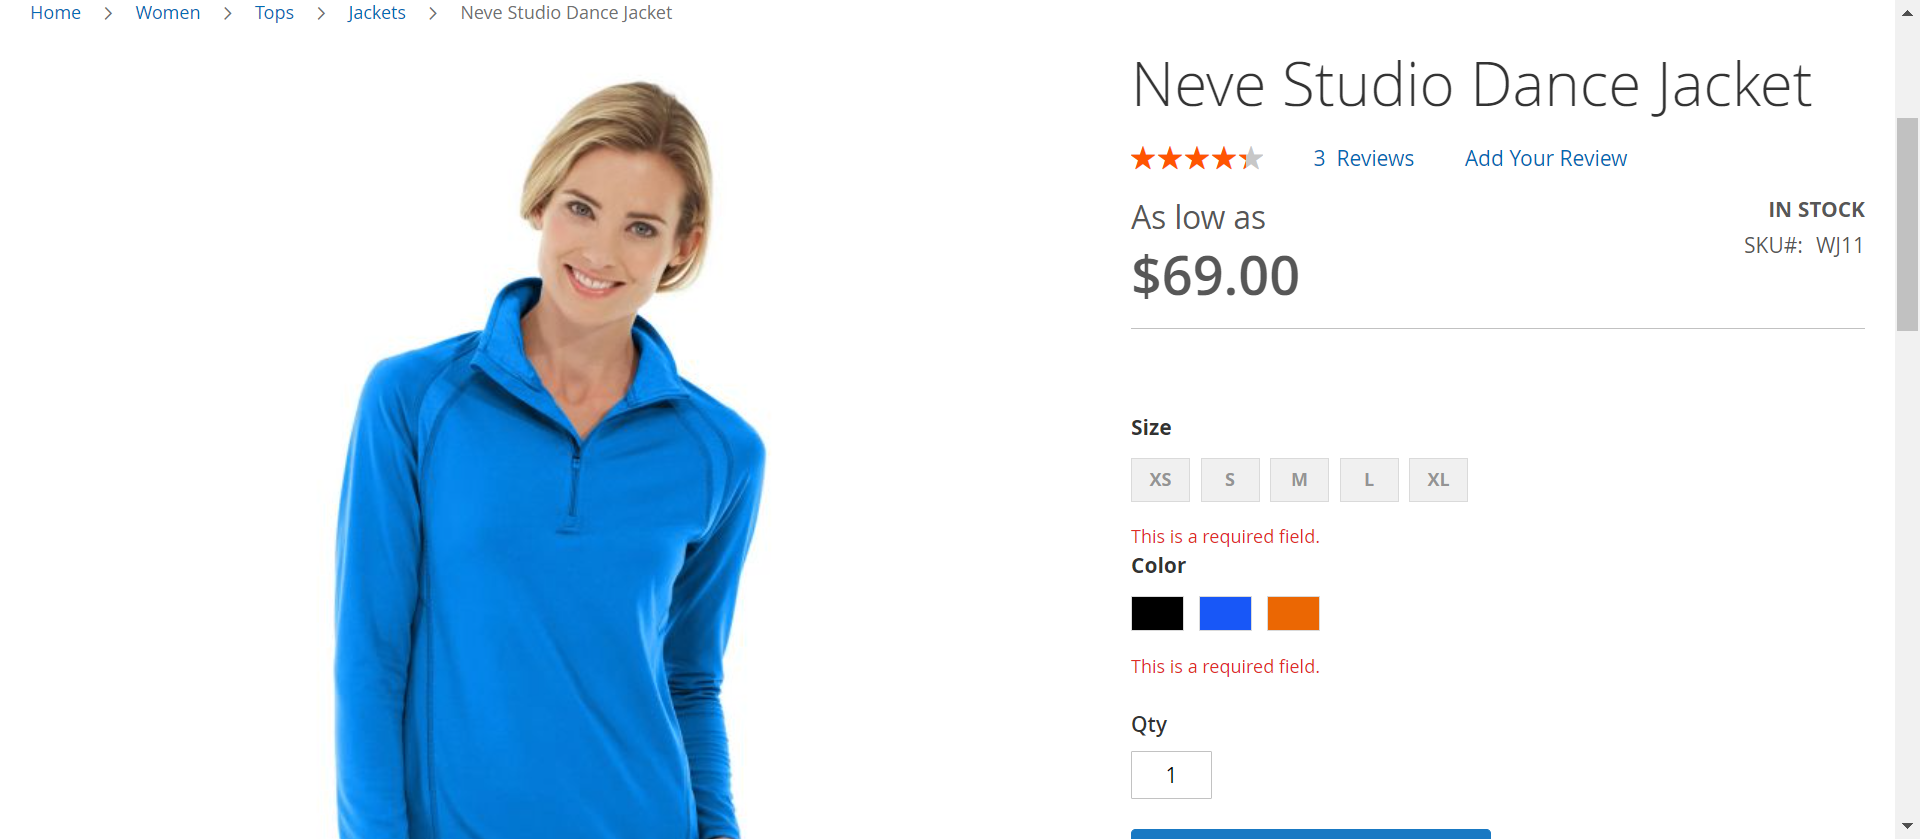 Home > Women > Tops > Jackets > Neve Studio Dance Jacket
Neve Studio Dance Jacket
3 Reviews Add Your Review
As low as
$69.00
IN STOCK
SKU#: WJ11
Size
XS S M L XL
This is a required field.
Color
This is a required field.
Qty
1